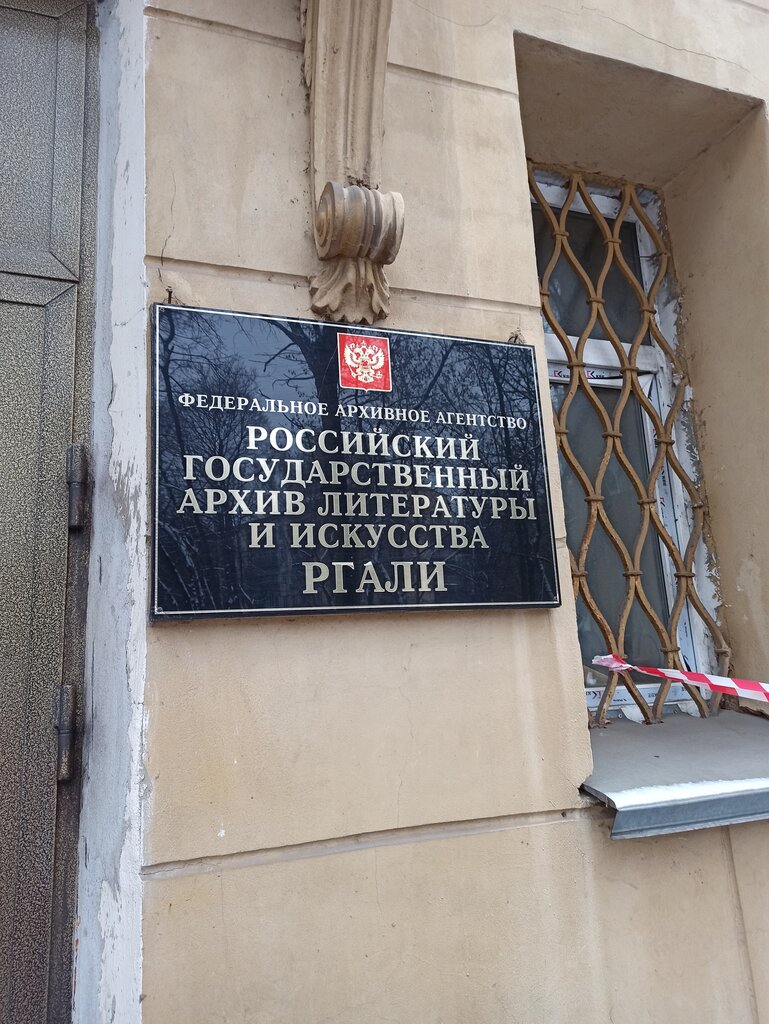 ФЕДЕРАЛЬНОЕ АРХИВНОЕ АГЕНТСТВО
РОССИЙСКИЙ
ГОСУДАРСТВЕННЫЙ
АРХИВ ЛИТЕРАТУРЫ
И ИСКУССТВА
РГАЛИ